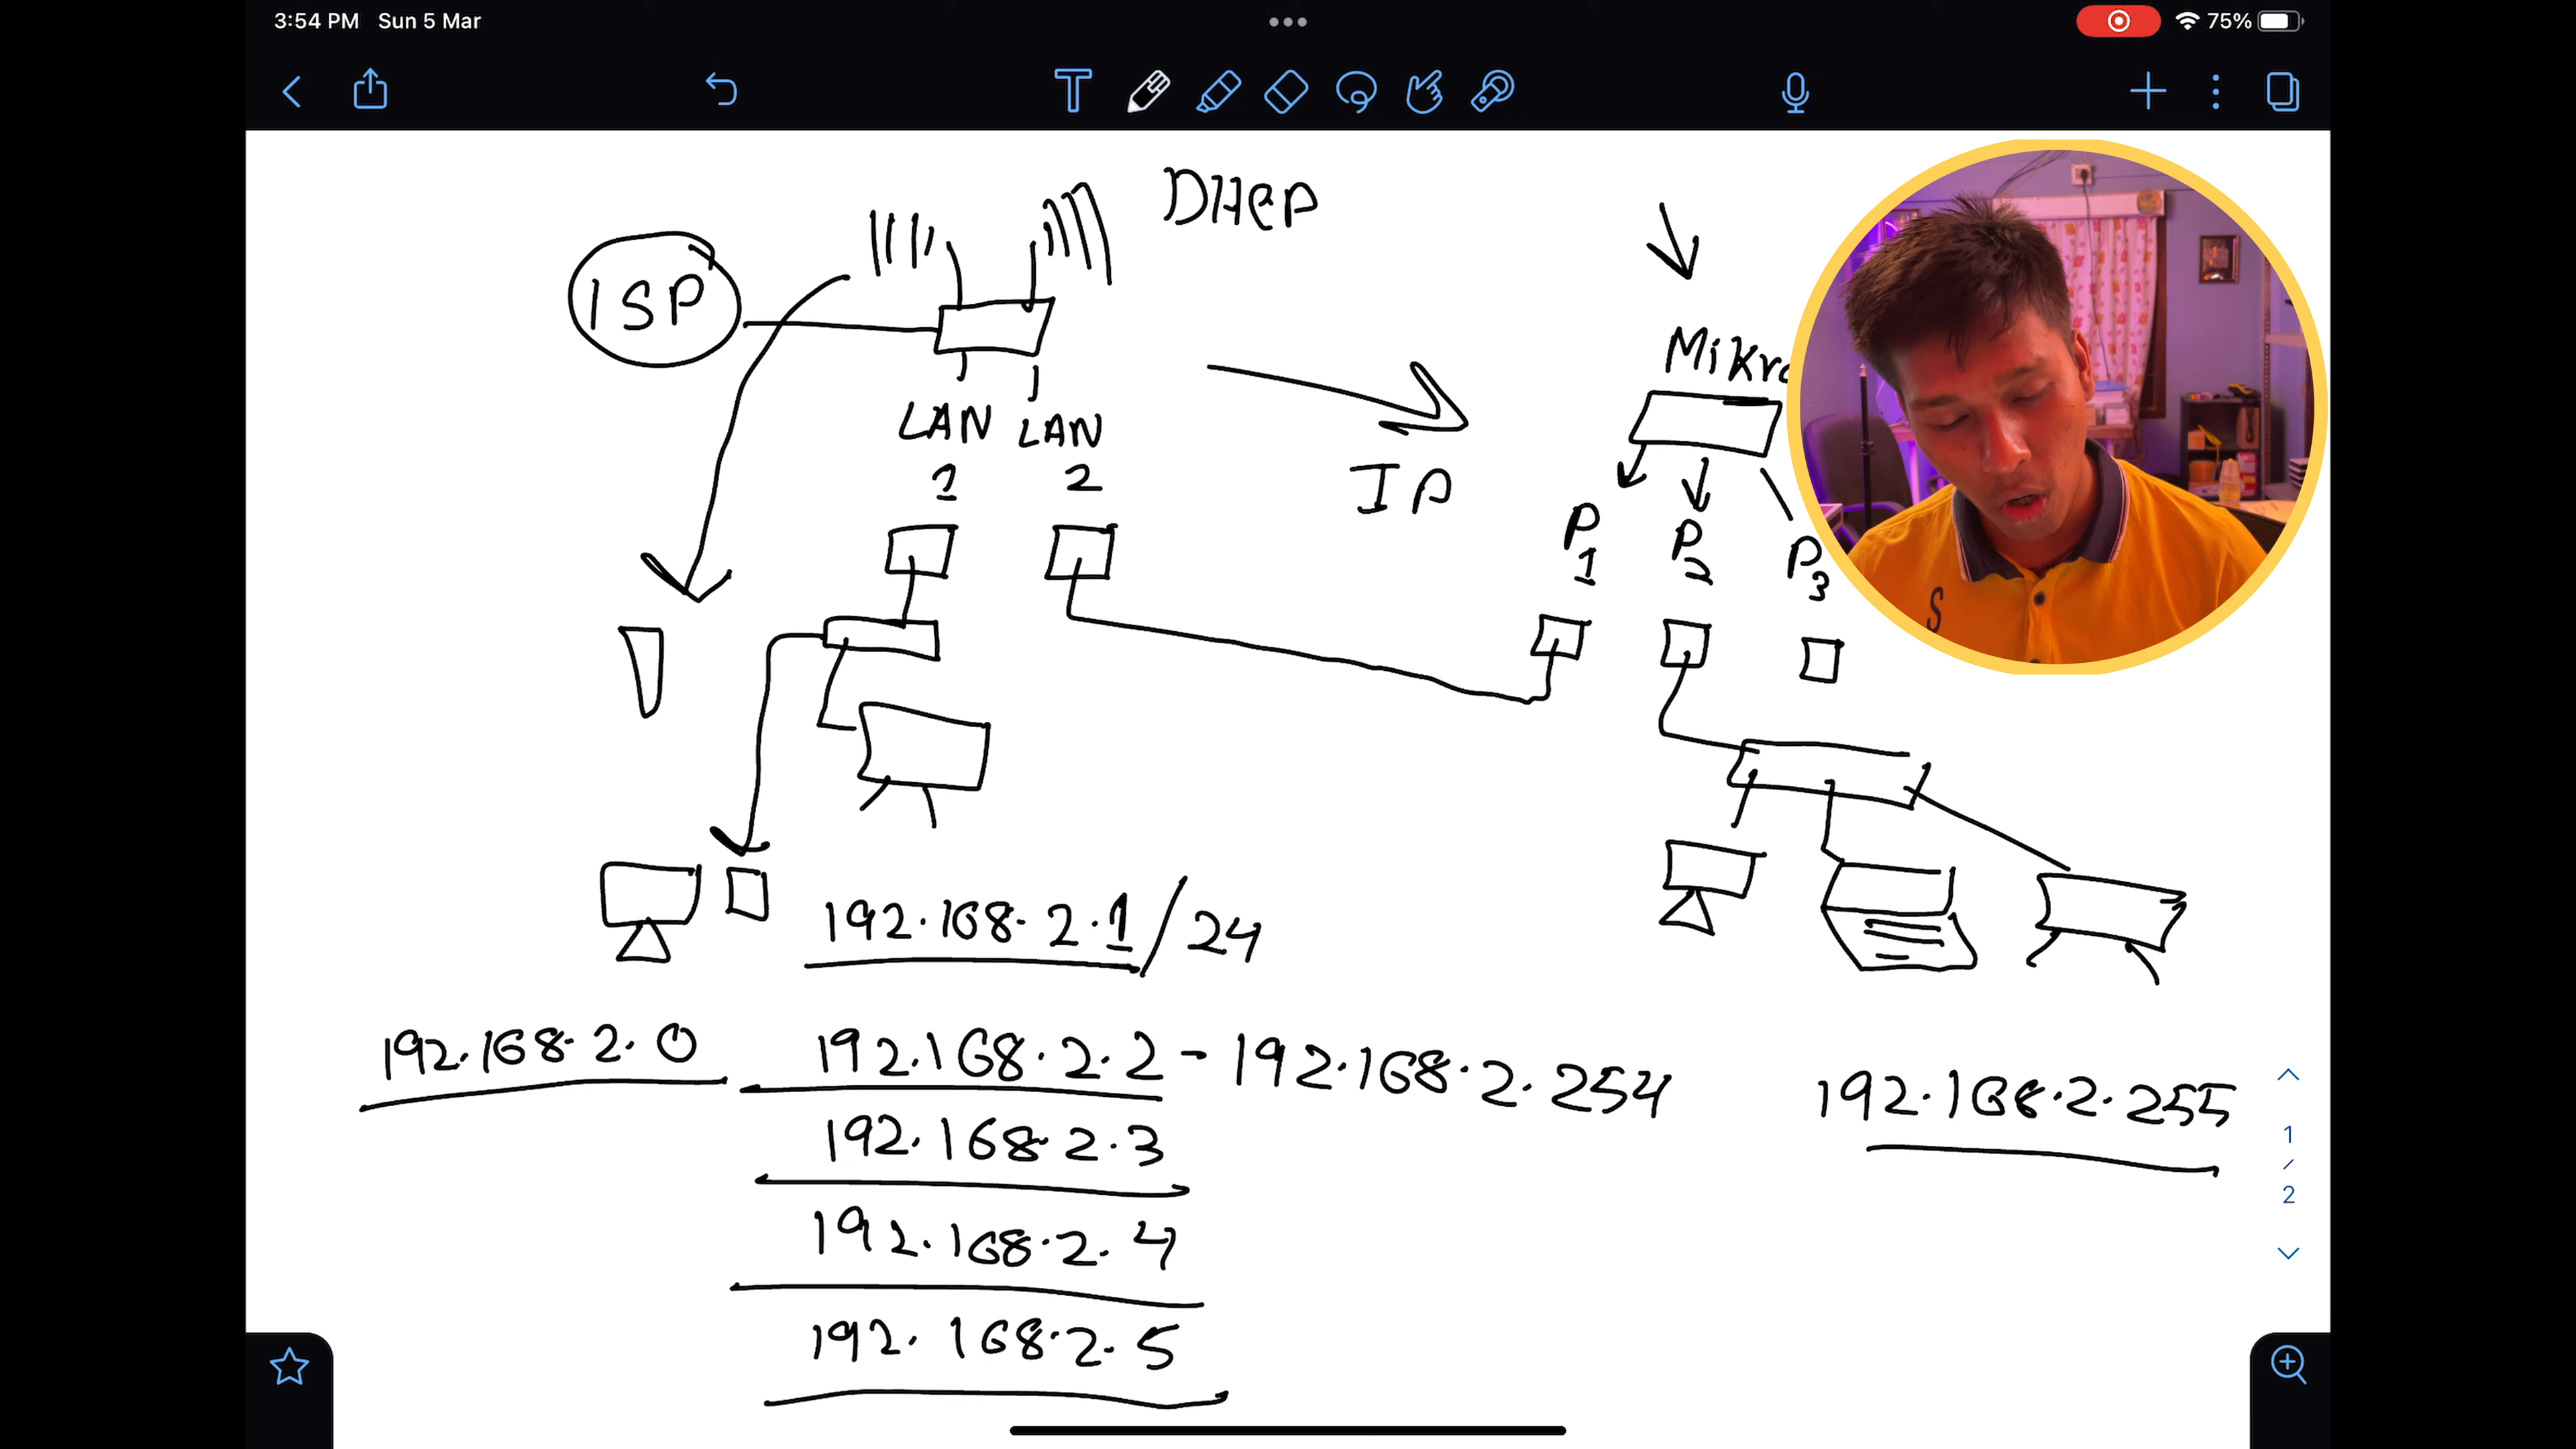 3:54 PM Sun 5 Mar
75%
DHCP
ISP
Mikro
LAN LAN
1 2
IP
P1 P2 P3
192.168.2.1/24
192.168.2.0
192.168.2.2 - 192.168.2.254
192.168.2.255
192.168.2.3
192.168.2.4
192.168.2.5
1
/
2